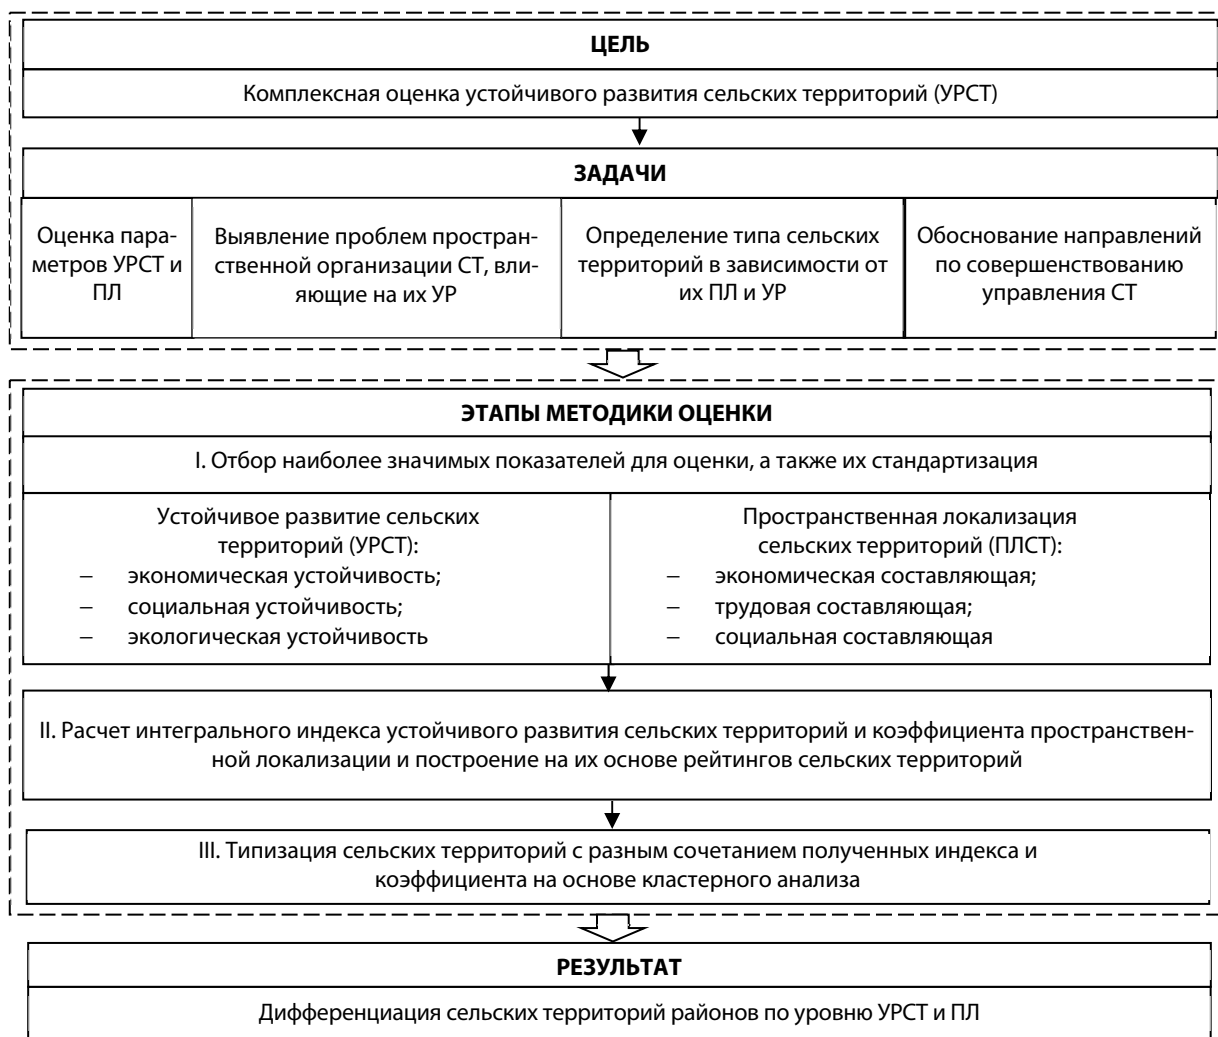 ЦЕЛЬ
Комплексная оценка устойчивого развития сельских территорий (УРСТ)
ЗАДАЧИ
Оценка пара-
метров УРСТ и
ПЛ
Выявление проблем простран-
ственной организации СТ, вли-
яющие на их УР
Определение типа сельских
территорий в зависимости от
их ПЛ и УР
Обоснование направлений
по совершенствованию
управления СТ
ЭТАПЫ МЕТОДИКИ ОЦЕНКИ
I. Отбор наиболее значимых показателей для оценки, а также их стандартизация
Устойчивое развитие сельских
территорий (УРСТ):
– экономическая устойчивость;
– социальная устойчивость;
– экологическая устойчивость
Пространственная локализация
сельских территорий (ПЛСТ):
– экономическая составляющая;
– трудовая составляющая;
– социальная составляющая
II. Расчет интегрального индекса устойчивого развития сельских территорий и коэффициента пространствен-
ной локализации и построение на их основе рейтингов сельских территорий
III. Типизация сельских территорий с разным сочетанием полученных индекса и
коэффициента на основе кластерного анализа
РЕЗУЛЬТАТ
Дифференциация сельских территорий районов по уровню УРСТ и ПЛ